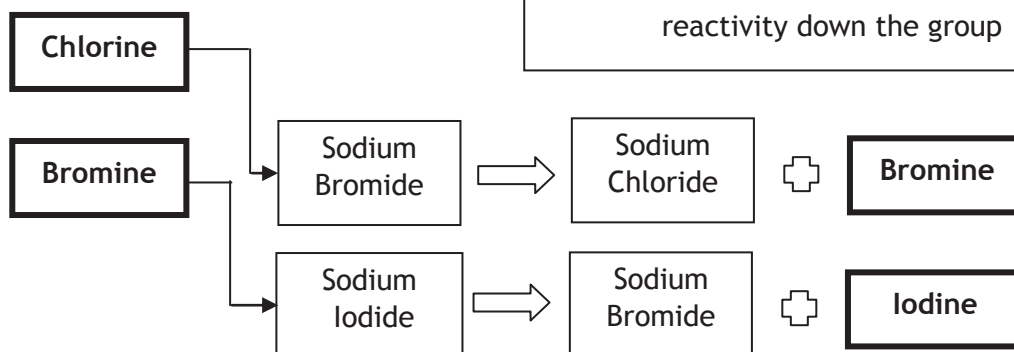 reactivity down the group
Chlorine
Bromine
Sodium
Bromide
Sodium
Chloride
Bromine
Sodium
Iodide
Sodium
Bromide
Iodine